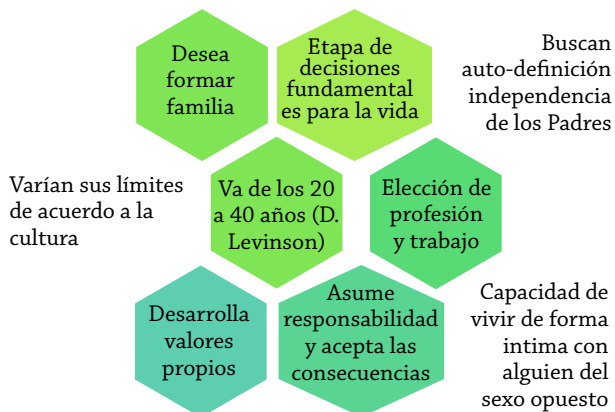 Desea
formar
familia
Etapa de
decisiones
fundamental
es para la vida
Buscan
auto-definición
independencia
de los Padres
Varían sus límites
de acuerdo a la
cultura
Va de los 20
a 40 años (D.
Levinson)
Elección de
profesión
y trabajo
Desarrolla
valores
propios
Asume
responsabilidad
y acepta las
consecuencias
Capacidad de
vivir de forma
intima con
alguien del
sexo opuesto